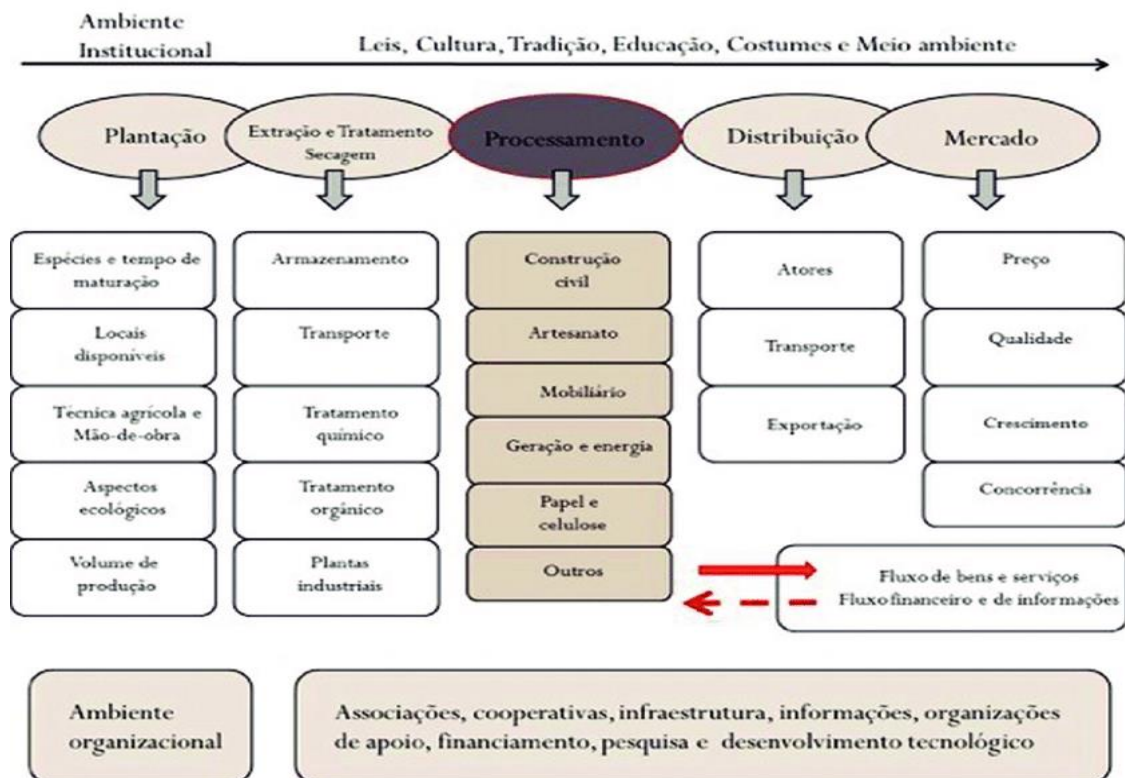 Ambiente
Institucional
Leis, Cultura, Tradição, Educação, Costumes e Meio ambiente
Plantação
Extração e Tratamento
Secagem
Processamento
Distribuição
Mercado
Espécies e tempo de
maturação
Locais
disponíveis
Técnica agrícola e
Mão-de-obra
Aspectos
ecológicos
Volume de
produção
Armazenamento
Transporte
Tratamento
químico
Tratamento
orgânico
Plantas
industriais
Construção
civil
Artesanato
Mobiliário
Geração e energia
Papel e
celulose
Outros
Atores
Transporte
Exportação
Preço
Qualidade
Crescimento
Concorrência
Fluxo de bens e serviços
Fluxo financeiro e de informações
Ambiente
organizacional
Associações, cooperativas, infraestrutura, informações, organizações
de apoio, financiamento, pesquisa e desenvolvimento tecnológico